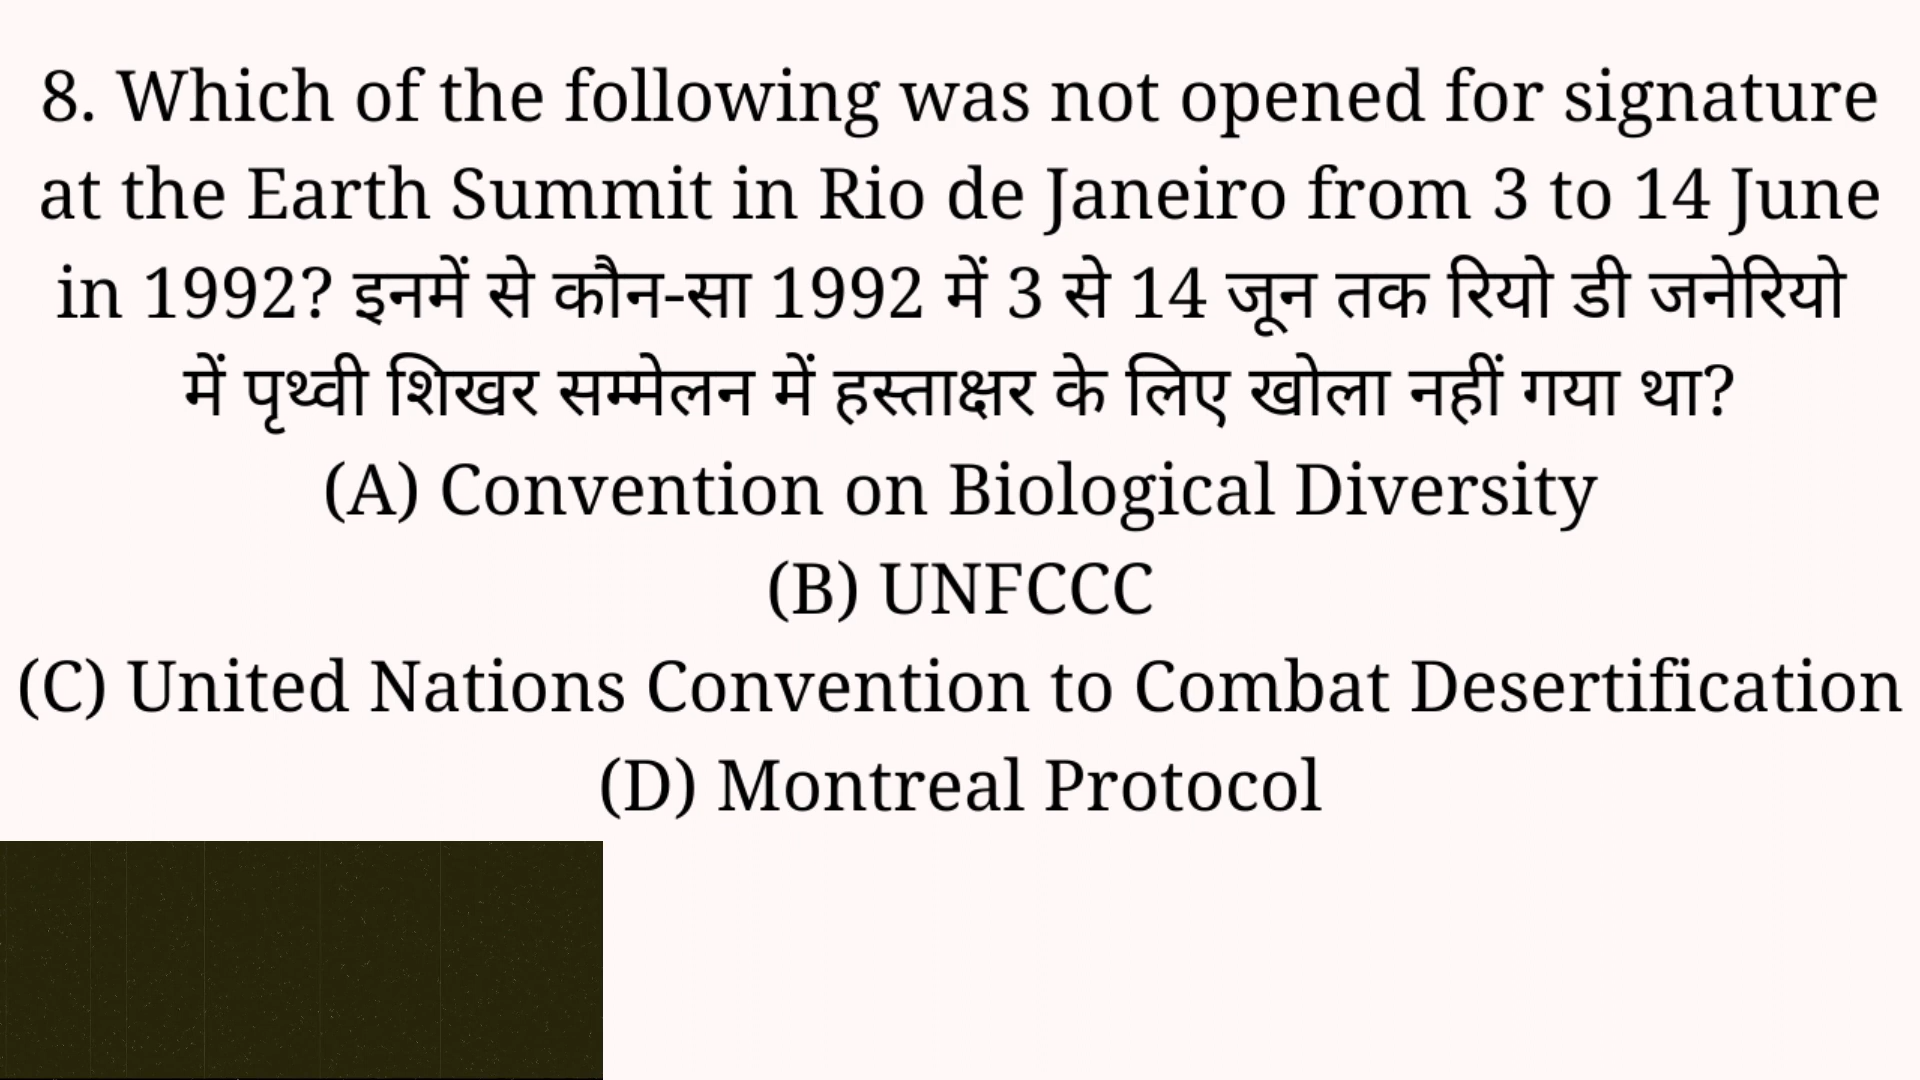 8. Which of the following was not opened for signature
at the Earth Summit in Rio de Janeiro from 3 to 14 June
in 1992? इनमें से कौन-सा 1992 में 3 से 14 जून तक रियो डी जनेरियो
में पृथ्वी शिखर सम्मेलन में हस्ताक्षर के लिए खोला नहीं गया था?
(A) Convention on Biological Diversity
(B) UNFCCC
(C) United Nations Convention to Combat Desertification
(D) Montreal Protocol